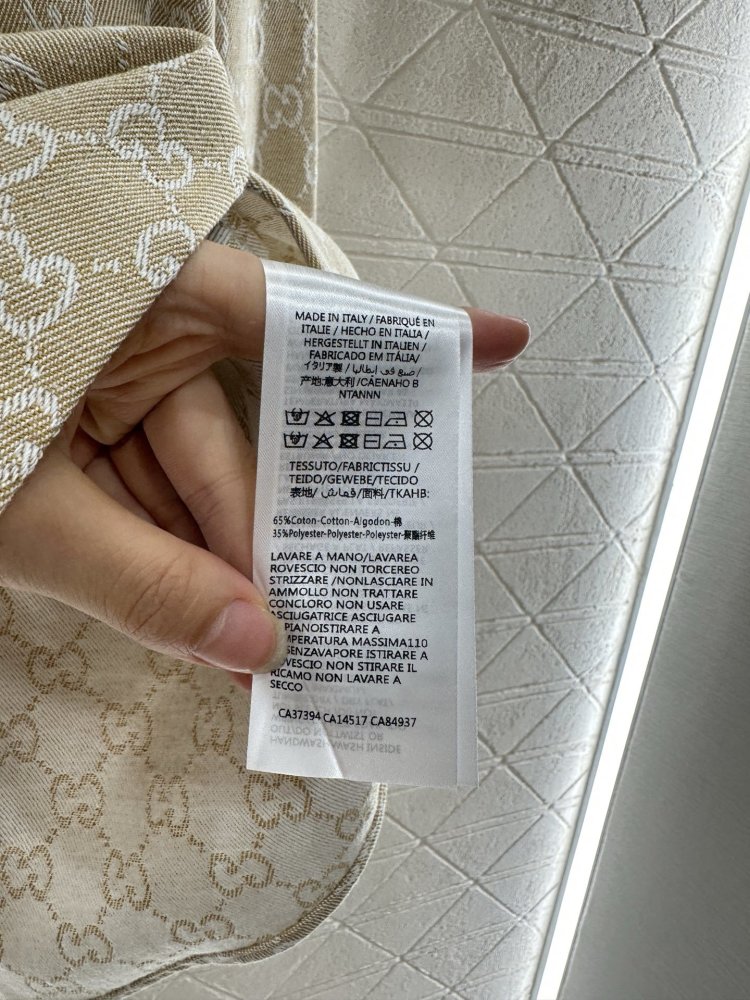 MADE IN ITALY / FABRIQUÉ EN
ITALIE / HECHO EN ITALIA /
HERGESTELLT IN ITALIEN /
FABRICADO EM ITÁLIA/
イタリア製 / صنع في إيطاليا /
产地:意大利 /CAENAHO B
NTANNN
TESSUTO/FABRICTISSU /
TEIDO/GEWEBE/TECIDO
表地/ قماش /面料/TKAHB:
65%Coton-Cotton-Algodon-棉
35%Polyester-Polyester-Poleyster-聚酯纤维
LAVARE A MANO/LAVAREA
ROVESCIO NON TORCEREO
STRIZZARE /NONLASCIARE IN
AMMOLLO NON TRATTARE
CONCLORO NON USARE
ASCIUGATRICE ASCIUGARE
PIANOISTIRARE A
MPERATURA MASSIMA110
SENZAVAPORE ISTIRARE A
ROVESCIO NON STIRARE IL
RICAMO NON LAVARE A
SECCO
CA37394 CA14517 CA84937